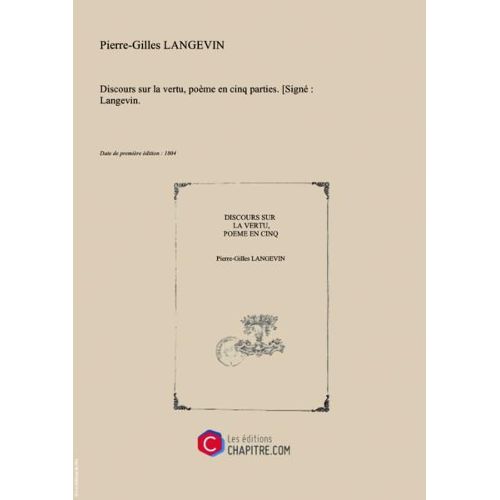 Pierre-Gilles LANGEVIN
Discours sur la vertu, poème en cinq parties. [Signé :
Langevin.
Date de première édition : 1804
DISCOURS SUR
LA VERTU,
POEME EN CINQ
Pierre-Gilles LANGEVIN
C
Les éditions
CHAPITRE.COM